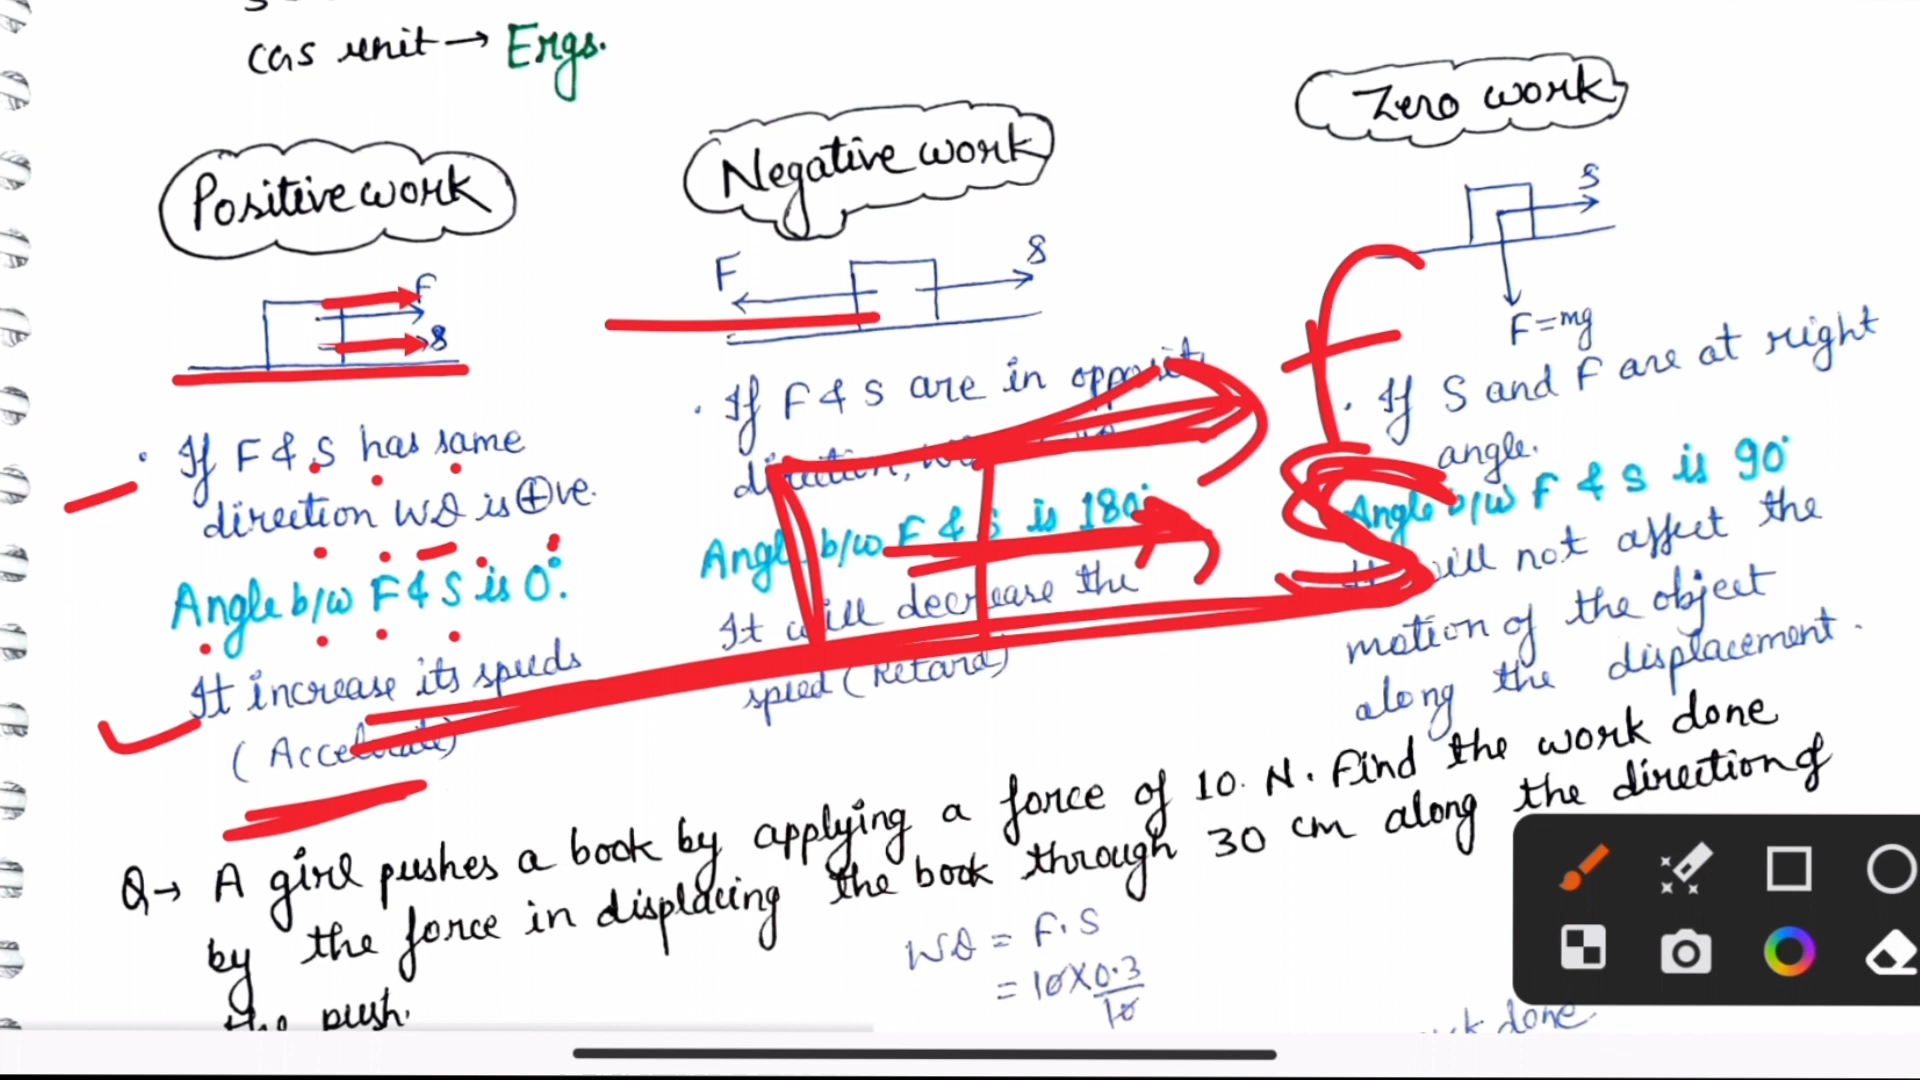 CGS unit → Ergs.
Positive work
F
S
• If F & S has same
direction WD is ⊕ve.
Angle b/w F & S is 0°.
It increase its speeds
(Accelerate)
Negative work
F
S
• If F & S are in
direction,
Angle b/w F & S is 180°
It will decrease the
speed (Retard)
Zero work
S
F=mg
• If S and F are at right
angle.
Angle b/w F & S is 90°
will not affect the
motion of the object
along the displacement.
Q→ A girl pushes a book by applying a force of 10 N. Find the work done
by the force in displacing the book through 30 cm along the direction of
the push.
WD = F.S
= 10×0.3
10
done
F
S